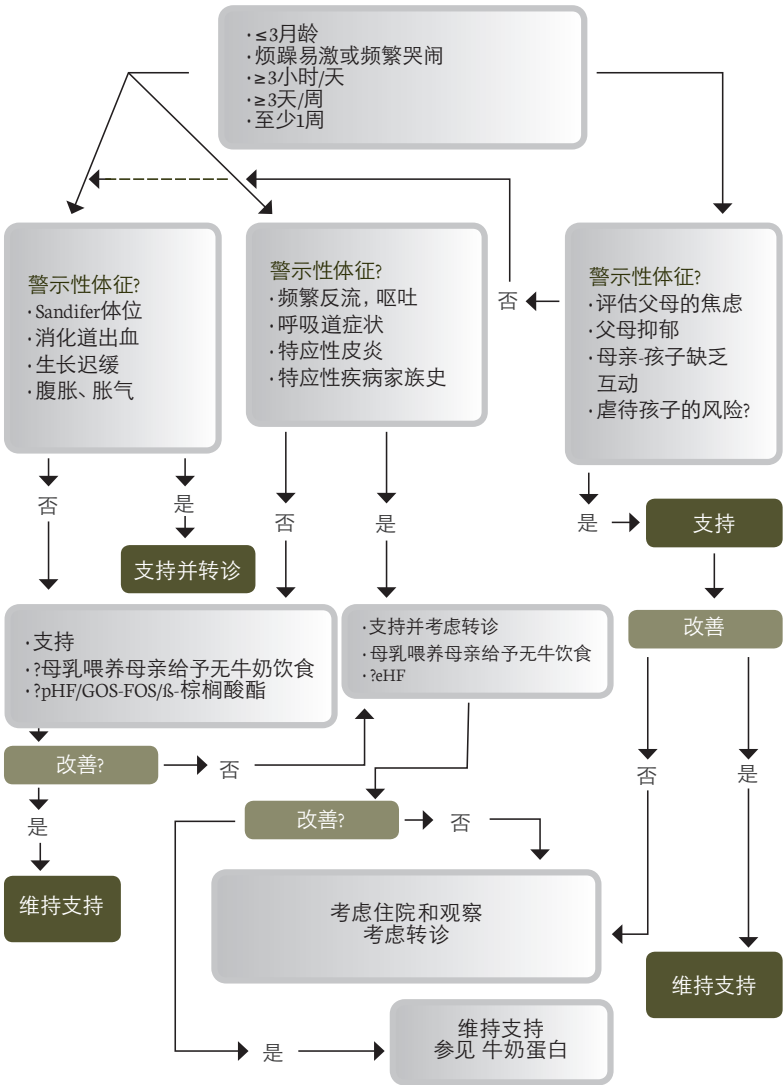 ·≤3月龄
·烦躁易激或频繁哭闹
·≥3小时/天
·≥3天/周
·至少1周
警示性体征?
·Sandifer体位
·消化道出血
·生长迟缓
·腹胀、胀气
警示性体征?
·频繁反流，呕吐
·呼吸道症状
·特应性皮炎
·特应性疾病家族史
否
警示性体征?
·评估父母的焦虑
·父母抑郁
·母亲-孩子缺乏
互动
·虐待孩子的风险?
否
是
否
是
是
支持
支持并转诊
·支持
·?母乳喂养母亲给予无牛奶饮食
·?pHF/GOS-FOS/ß-棕榈酸酯
·支持并考虑转诊
·母乳喂养母亲给予无牛饮食
·?eHF
改善
改善?
否
否
是
是
改善?
否
维持支持
考虑住院和观察
考虑转诊
维持支持
是
维持支持
参见 牛奶蛋白